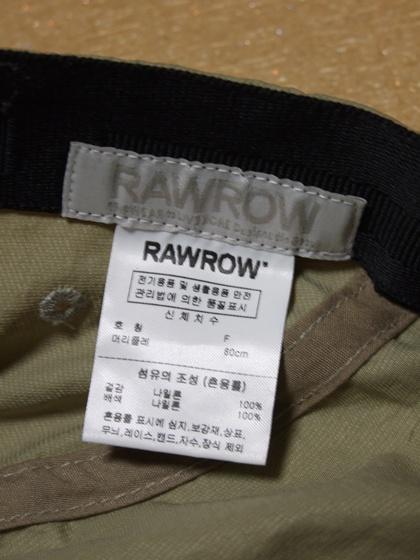 RAWROW
RAWROW™
전기용품 및 생활용품 안전
관리법에 의한 품질표시
신체치수
호 칭 F
머리둘레 60cm
섬유의 조성 (혼용률)
겉감 나일론 100%
배색 나일론 100%
혼용률 표시에 심지,보강재,상표,
무늬,레이스,밴드,자수,장식 제외